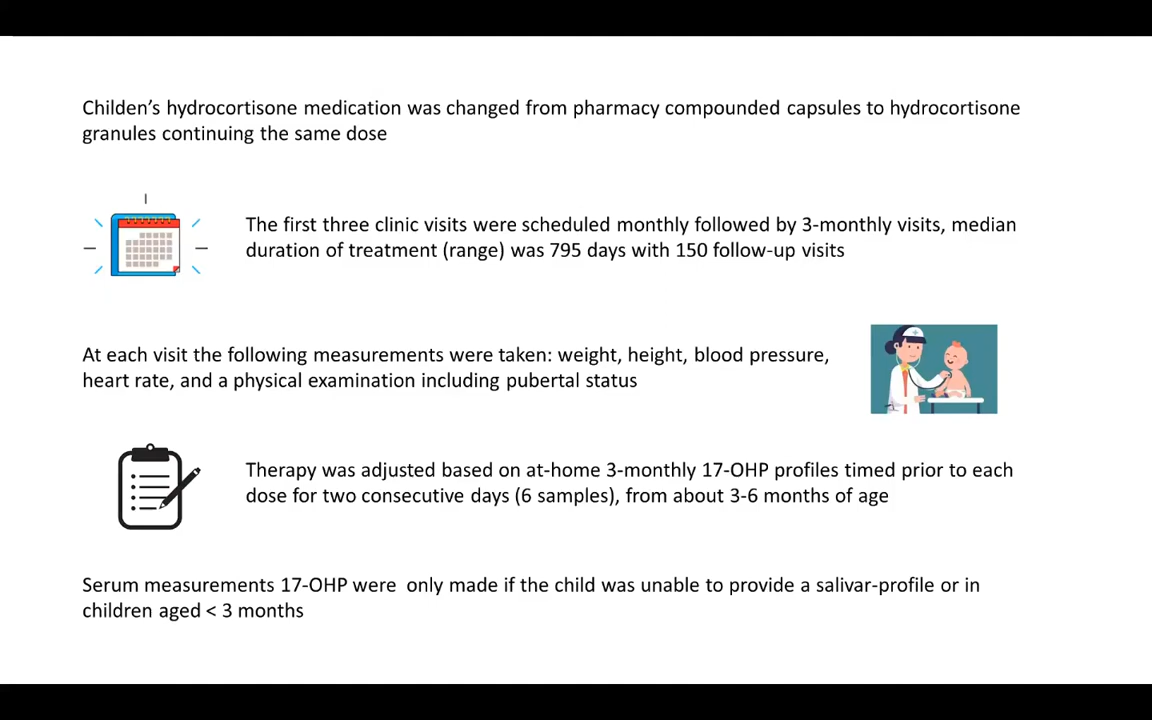 Childen's hydrocortisone medication was changed from pharmacy compounded capsules to hydrocortisone
granules continuing the same dose
The first three clinic visits were scheduled monthly followed by 3-monthly visits, median
duration of treatment (range) was 795 days with 150 follow-up visits
At each visit the following measurements were taken: weight, height, blood pressure,
heart rate, and a physical examination including pubertal status
Therapy was adjusted based on at-home 3-monthly 17-OHP profiles timed prior to each
dose for two consecutive days (6 samples), from about 3-6 months of age
Serum measurements 17-OHP were  only made if the child was unable to provide a salivar-profile or in
children aged < 3 months